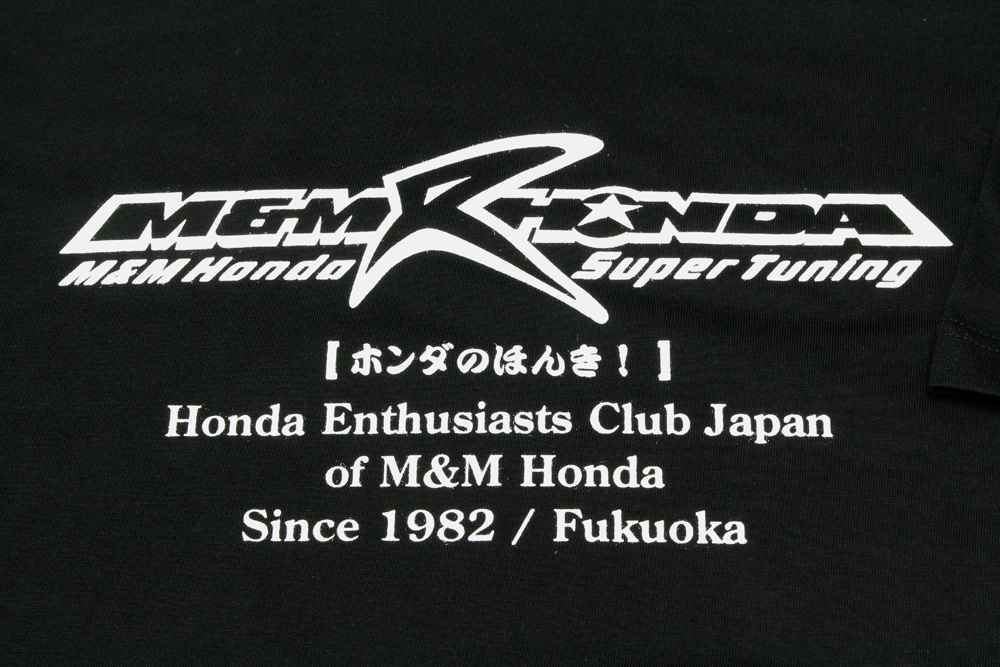 M&M R HONDA
M&M Honda Super Tuning
【ホンダのほんき！】
Honda Enthusiasts Club Japan
of M&M Honda
Since 1982 / Fukuoka